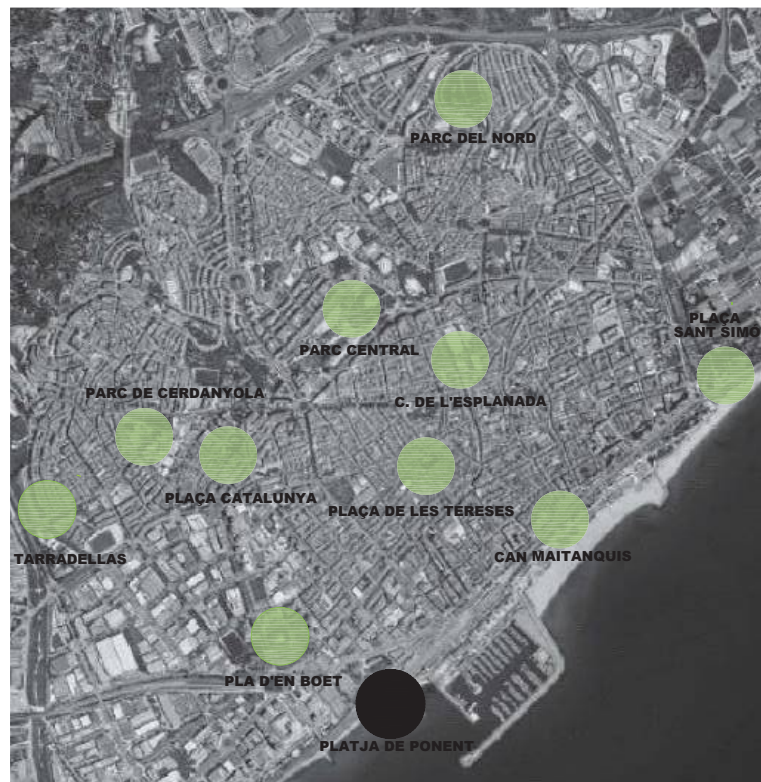 PARC DEL NORD
PLAÇA
SANT SIMO
PARC CENTRAL
PARC DE CERDANYOLA
C. DE L'ESPLANADA
PLAÇA CATALUNYA
PLAÇA DE LES TERESES
TARRADELLAS
CAN MAITANQUIS
PLA D'EN BOET
PLATJA DE PONENT